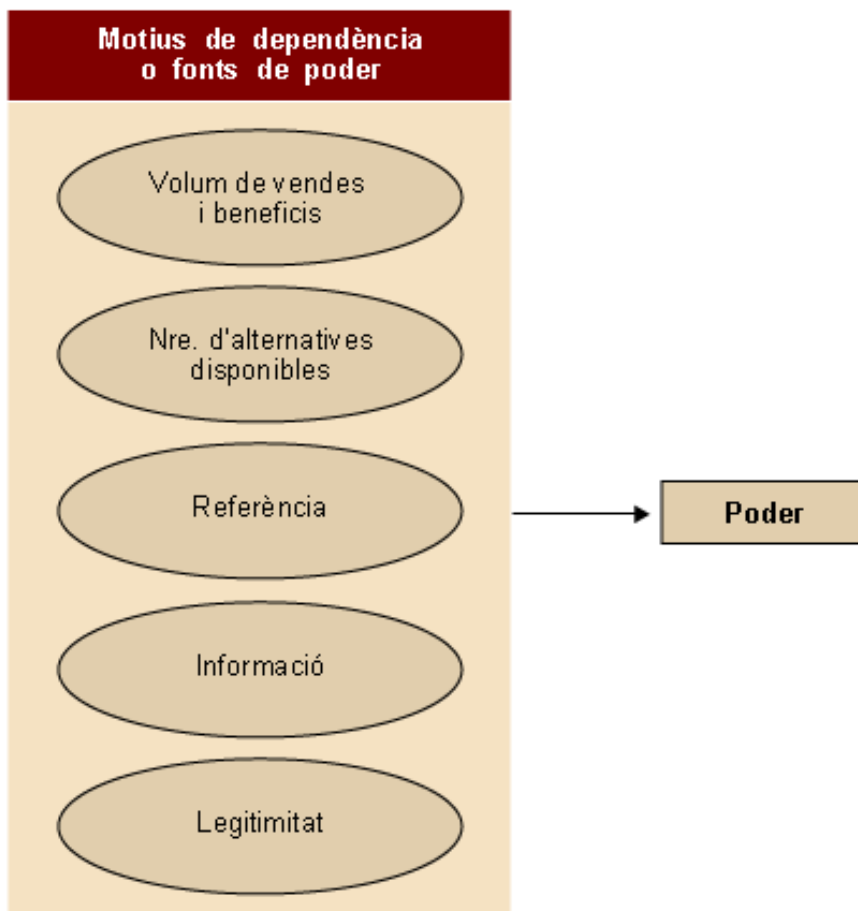 Motius de dependència
o fonts de poder
Volum de vendes
i beneficis
Nre. d'alternatives
disponibles
Referència
Informació
Legitimitat
Poder